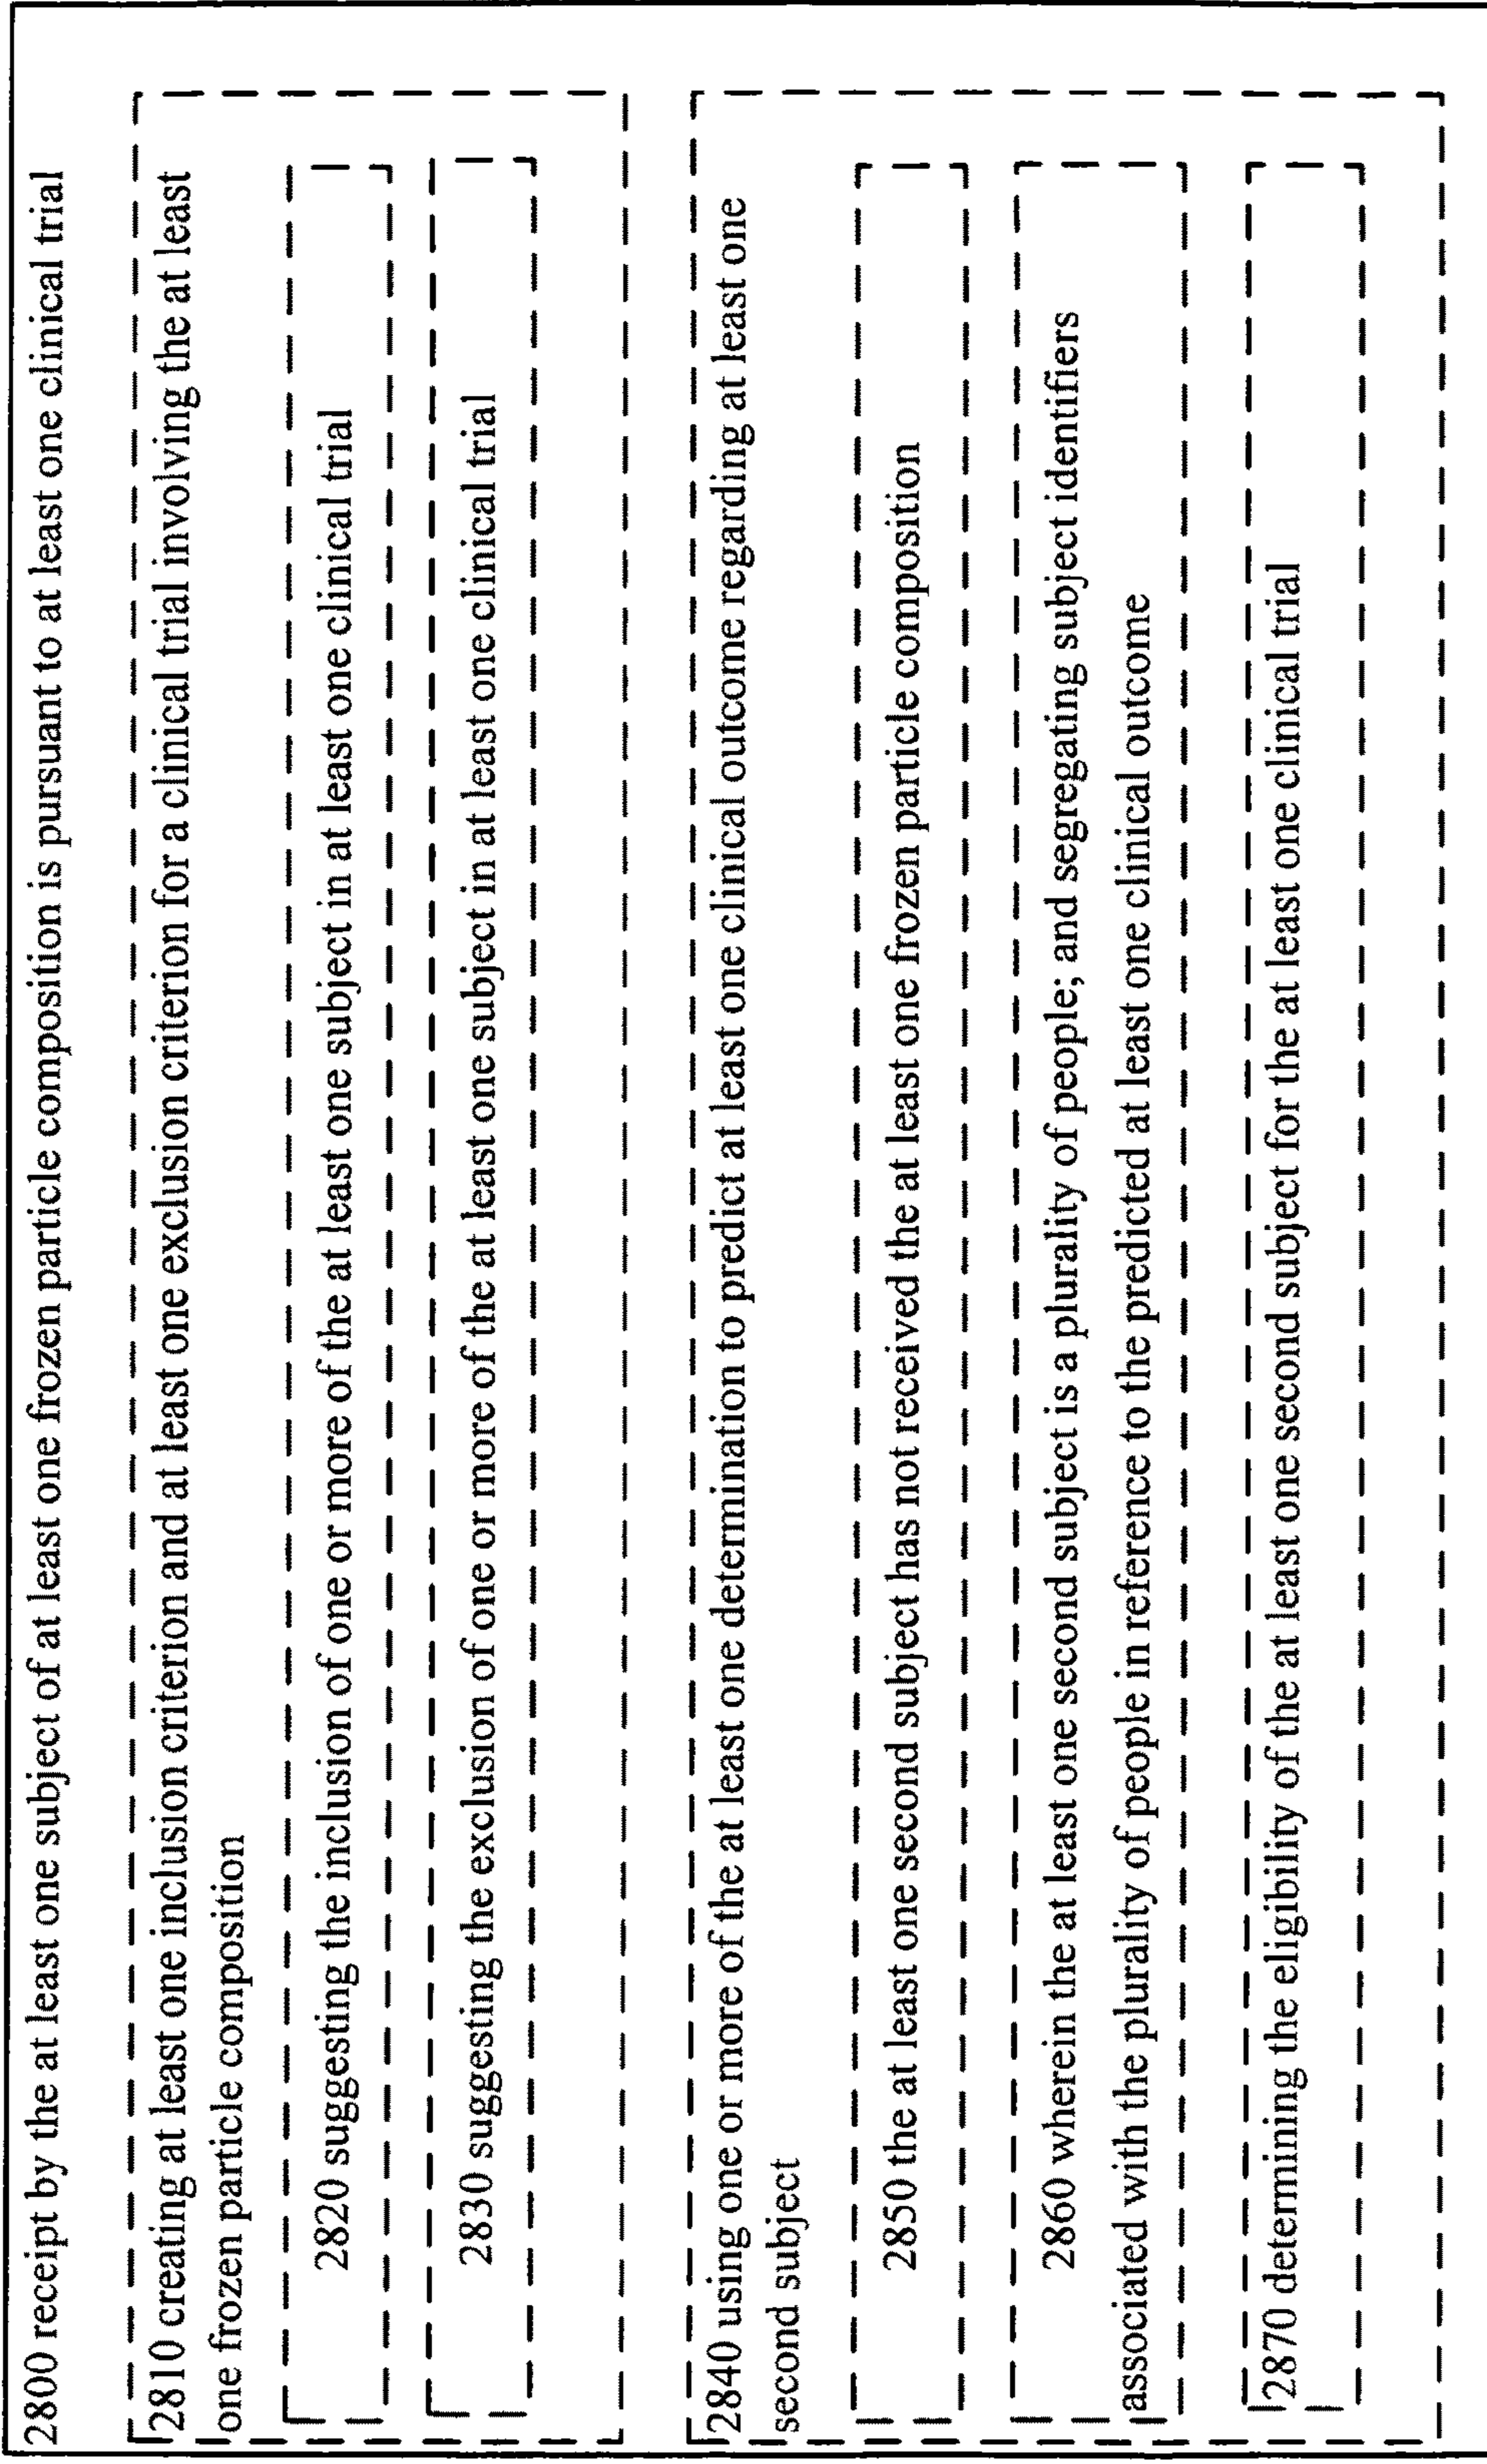 2800 receipt by the at least one subject of at least one frozen particle composition is pursuant to at least one clinical trial
2810 creating at least one inclusion criterion and at least one exclusion criterion for a clinical trial involving the at least
one frozen particle composition
2820 suggesting the inclusion of one or more of the at least one subject in at least one clinical trial
2830 suggesting the exclusion of one or more of the at least one subject in at least one clinical trial
2840 using one or more of the at least one determination to predict at least one clinical outcome regarding at least one
second subject
2850 the at least one second subject has not received the at least one frozen particle composition
2860 wherein the at least one second subject is a plurality of people; and segregating subject identifiers
associated with the plurality of people in reference to the predicted at least one clinical outcome
2870 determining the eligibility of the at least one second subject for the at least one clinical trial